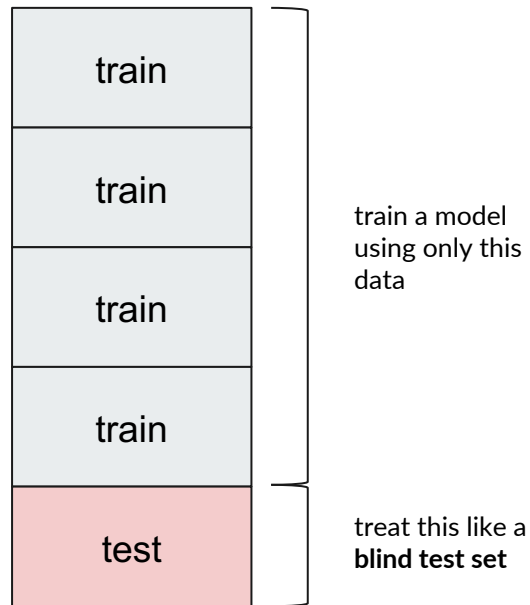 train
train
train
train
test
train a model
using only this
data
treat this like a
blind test set